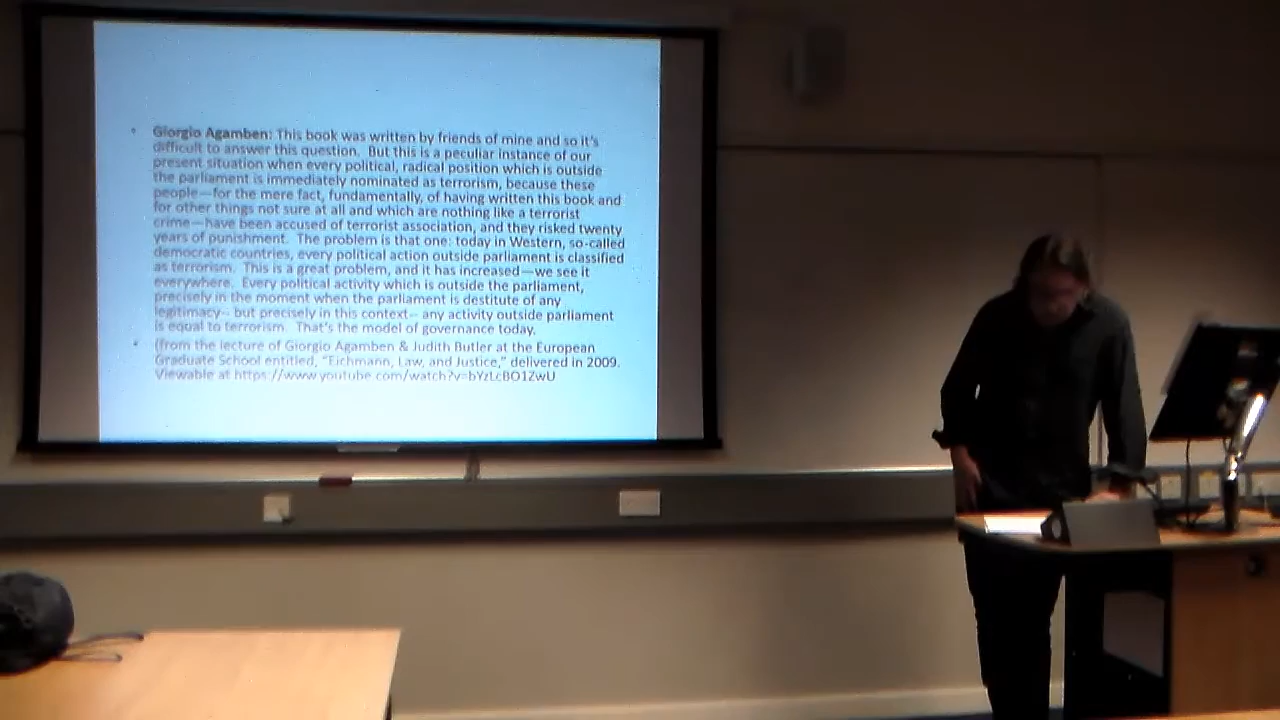 • Giorgio Agamben: This book was written by friends of mine and so it's
difficult to answer this question. But this is a peculiar instance of our
present situation when every political, radical position which is outside
the parliament is immediately nominated as terrorism, because these
people—for the mere fact, fundamentally, of having written this book and
for other things not sure at all and which are nothing like a terrorist
crime—have been accused of terrorist association, and they risked twenty
years of punishment. The problem is that one: today in Western, so-called
democratic countries, every political action outside parliament is classified
as terrorism. This is a great problem, and it has increased—we see it
everywhere. Every political activity which is outside the parliament,
precisely in the moment when the parliament is destitute of any
legitimacy-- but precisely in this context-- any activity outside parliament
is equal to terrorism. That's the model of governance today.
• (from the lecture of Giorgio Agamben & Judith Butler at the European
Graduate School entitled, "Eichmann, Law, and Justice," delivered in 2009.
Viewable at https://www.youtube.com/watch?v=bYzLcBO1ZwU